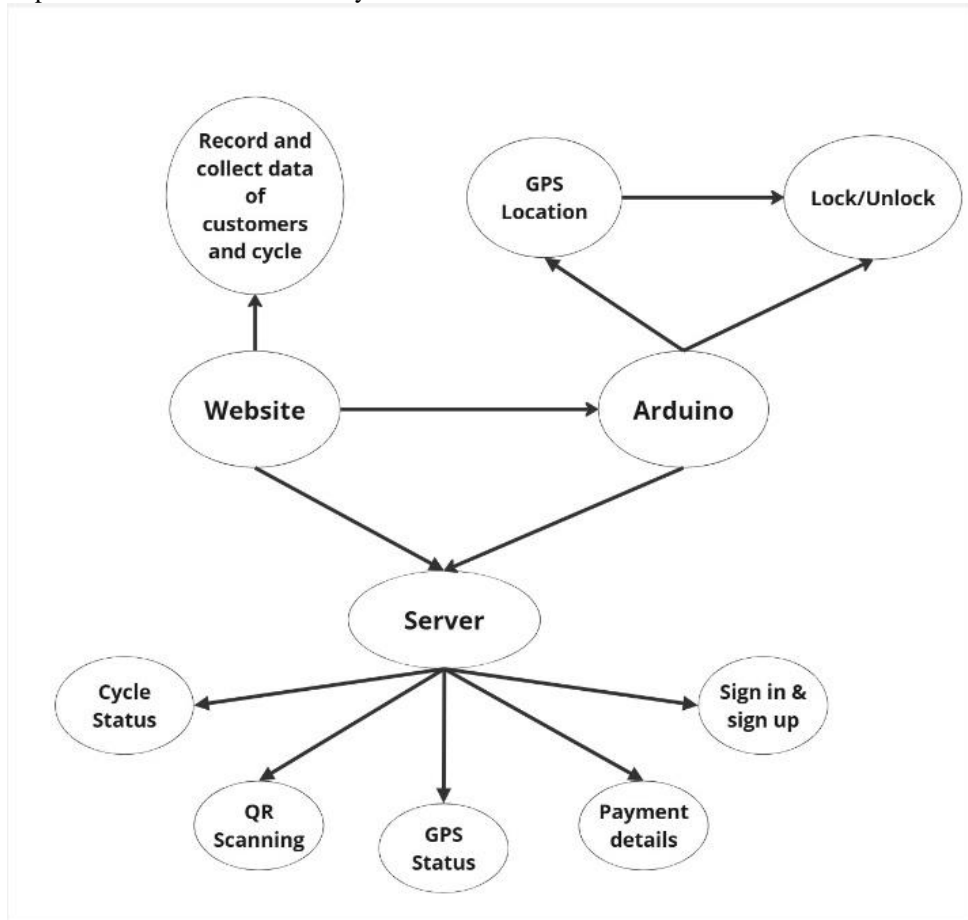 Record and
collect data
of
customers
and cycle
GPS
Location
Lock/Unlock
Website
Arduino
Server
Cycle
Status
Sign in &
sign up
QR
Scanning
GPS
Status
Payment
details